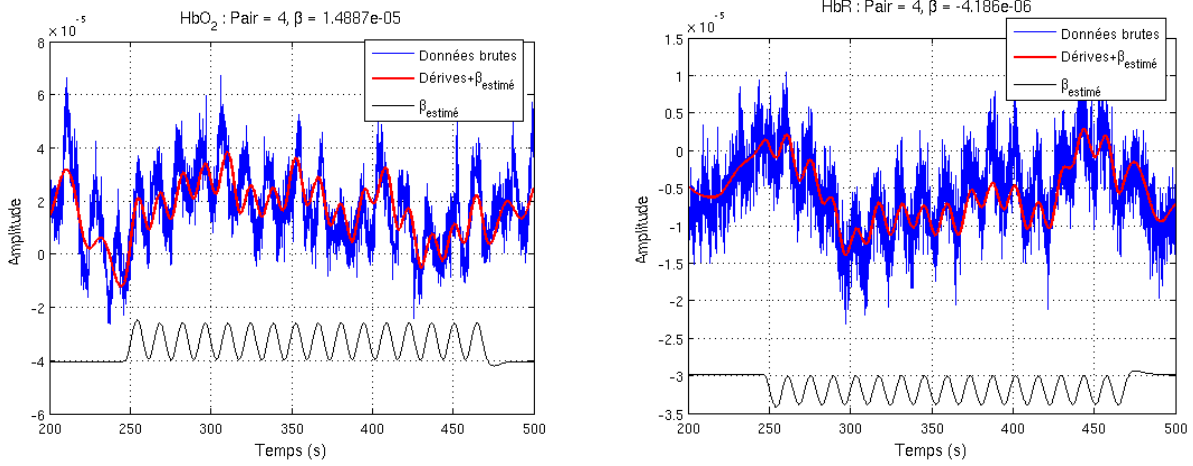 HbO2 : Pair = 4, β = 1.4887e-05
× 10-5
8
6
4
2
0
-2
-4
-6
Amplitude
200 250 300 350 400 450 500
Temps (s)
Données brutes
Dérives+βestimé
βestimé
HbR : Pair = 4, β = -4.186e-06
× 10-5
1.5
1
0.5
0
-0.5
-1
-1.5
-2
-2.5
-3
-3.5
Amplitude
200 250 300 350 400 450 500
Temps (s)
Données brutes
Dérives+βestimé
βestimé